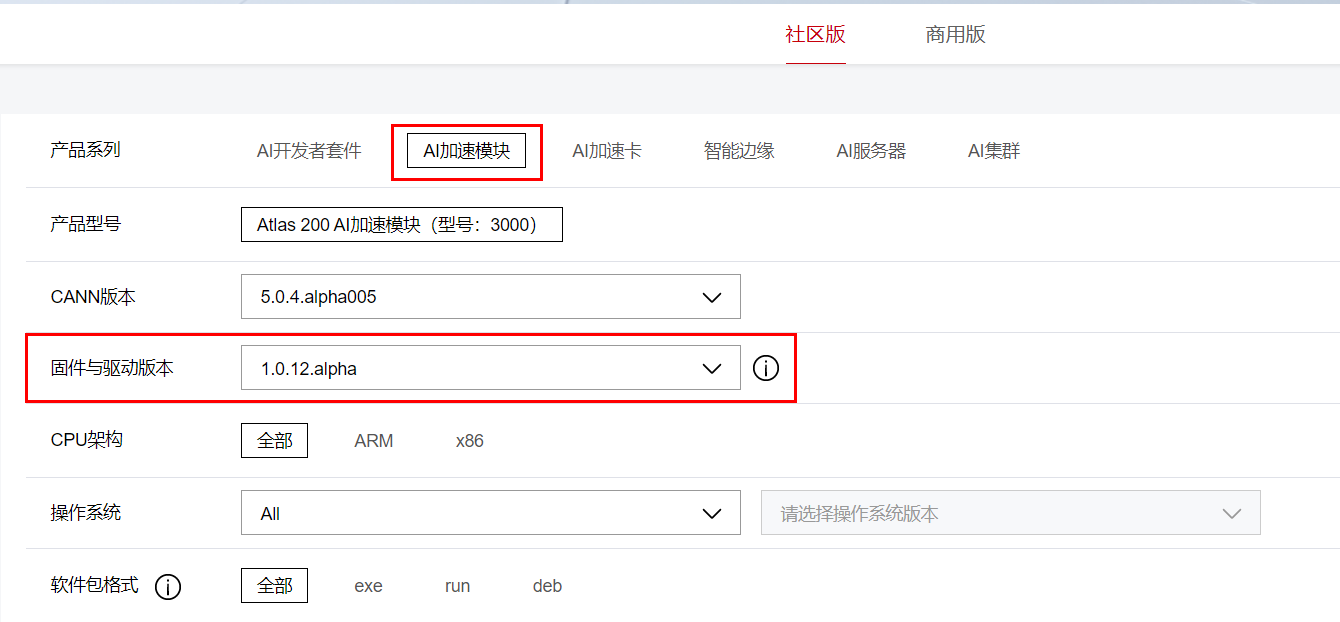 社区版 商用版
产品系列 AI开发者套件 AI加速模块 AI加速卡 智能边缘 AI服务器 AI集群
产品型号 Atlas 200 AI加速模块（型号：3000）
CANN版本 5.0.4.alpha005
固件与驱动版本 1.0.12.alpha
CPU架构 全部 ARM x86
操作系统 All 请选择操作系统版本
软件包格式 全部 exe run deb